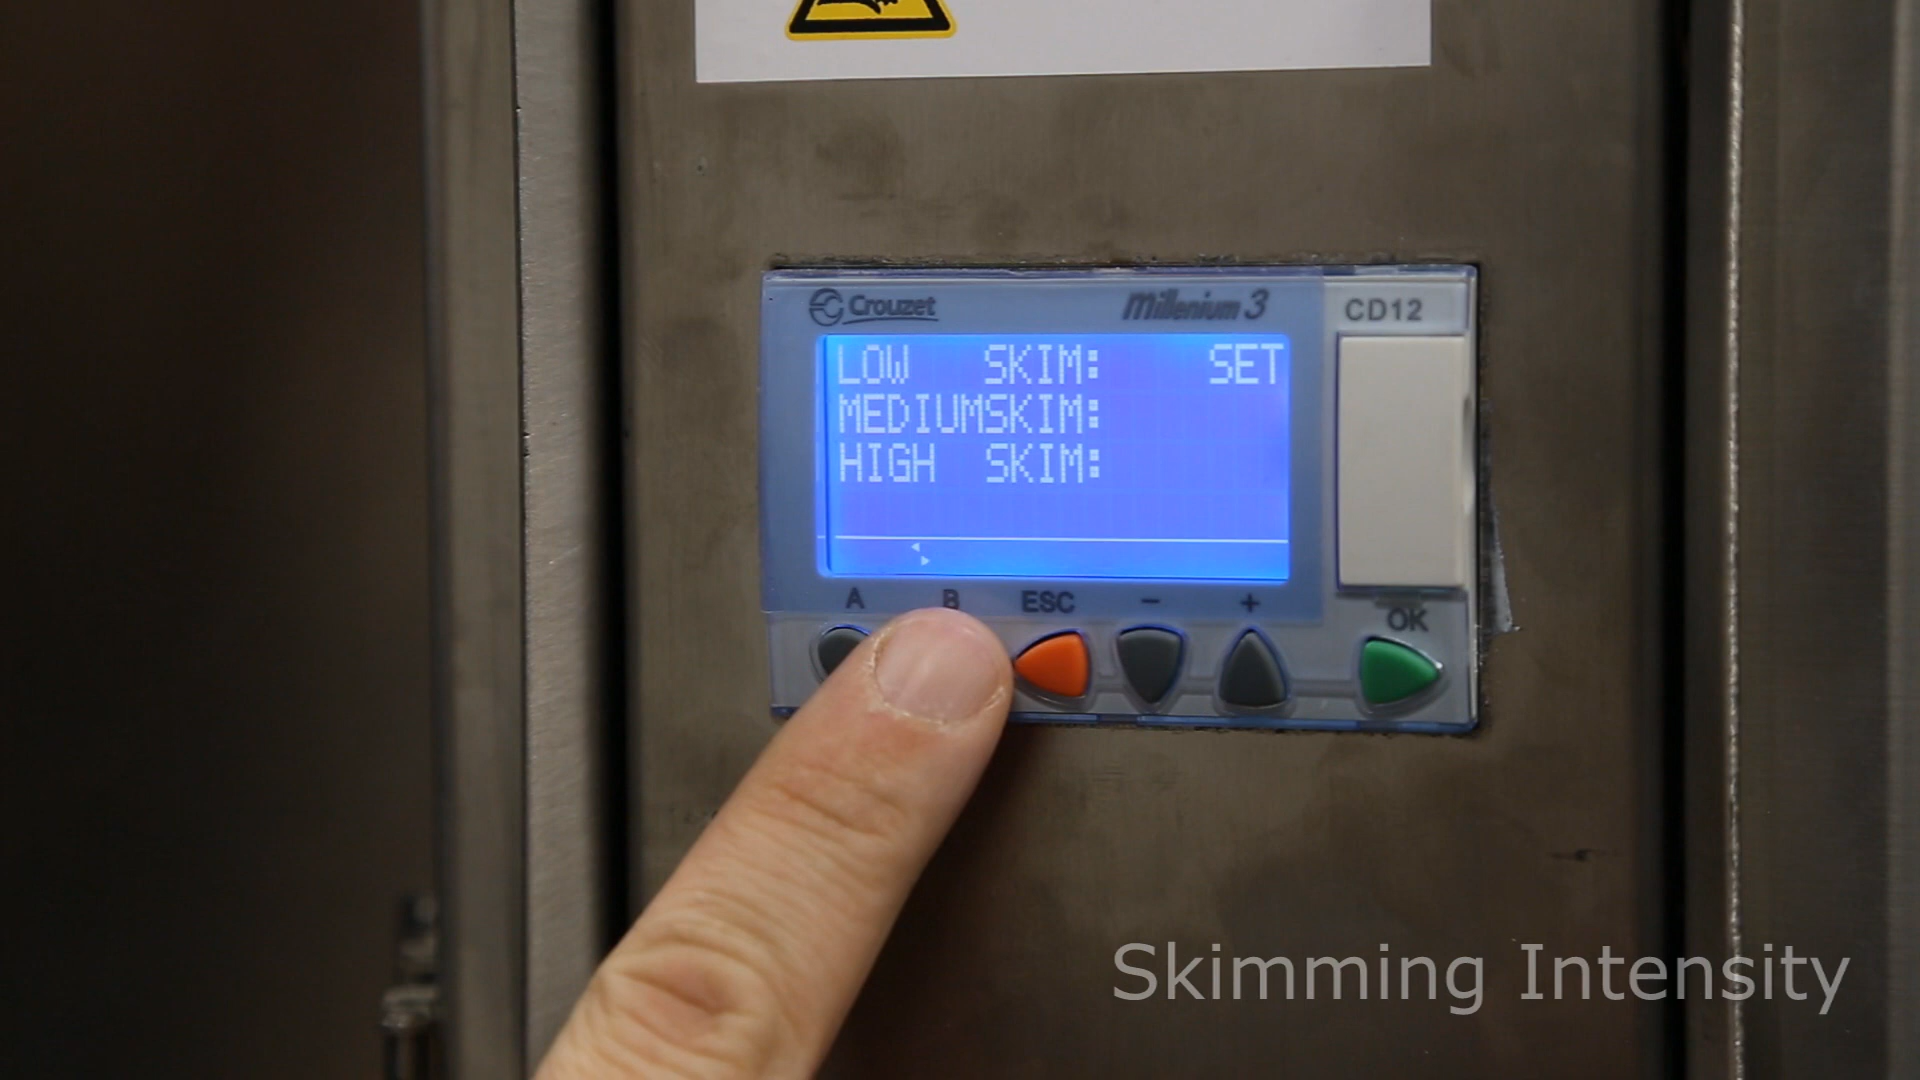 Crouzet
millenium 3
CD12
LOW SKIM: SET
MEDIUMSKIM:
HIGH SKIM:
A B ESC - +
OK
Skimming Intensity